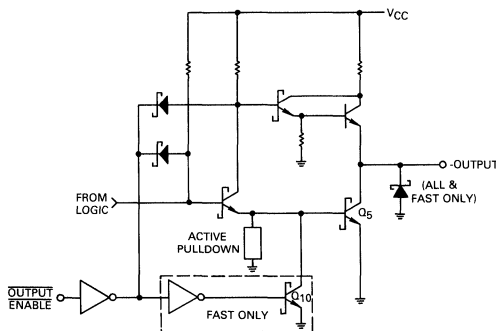 VCC
-OUTPUT
(ALL &
FAST ONLY)
FROM
LOGIC
Q5
ACTIVE
PULLDOWN
OUTPUT
ENABLE
FAST ONLY
Q10